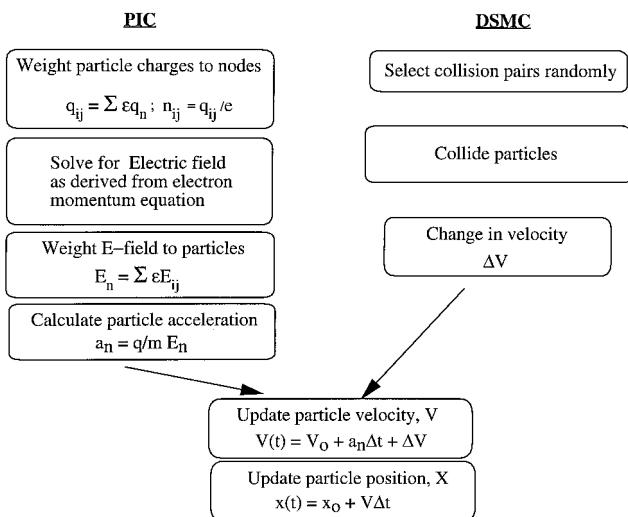 PIC
Weight particle charges to nodes
q_ij = Σ εq_n ; n_ij = q_ij /e
Solve for Electric field
as derived from electron
momentum equation
Weight E–field to particles
E_n = Σ εE_ij
Calculate particle acceleration
a_n = q/m E_n
DSMC
Select collision pairs randomly
Collide particles
Change in velocity
ΔV
Update particle velocity, V
V(t) = V_o + a_nΔt + ΔV
Update particle position, X
x(t) = x_o + VΔt